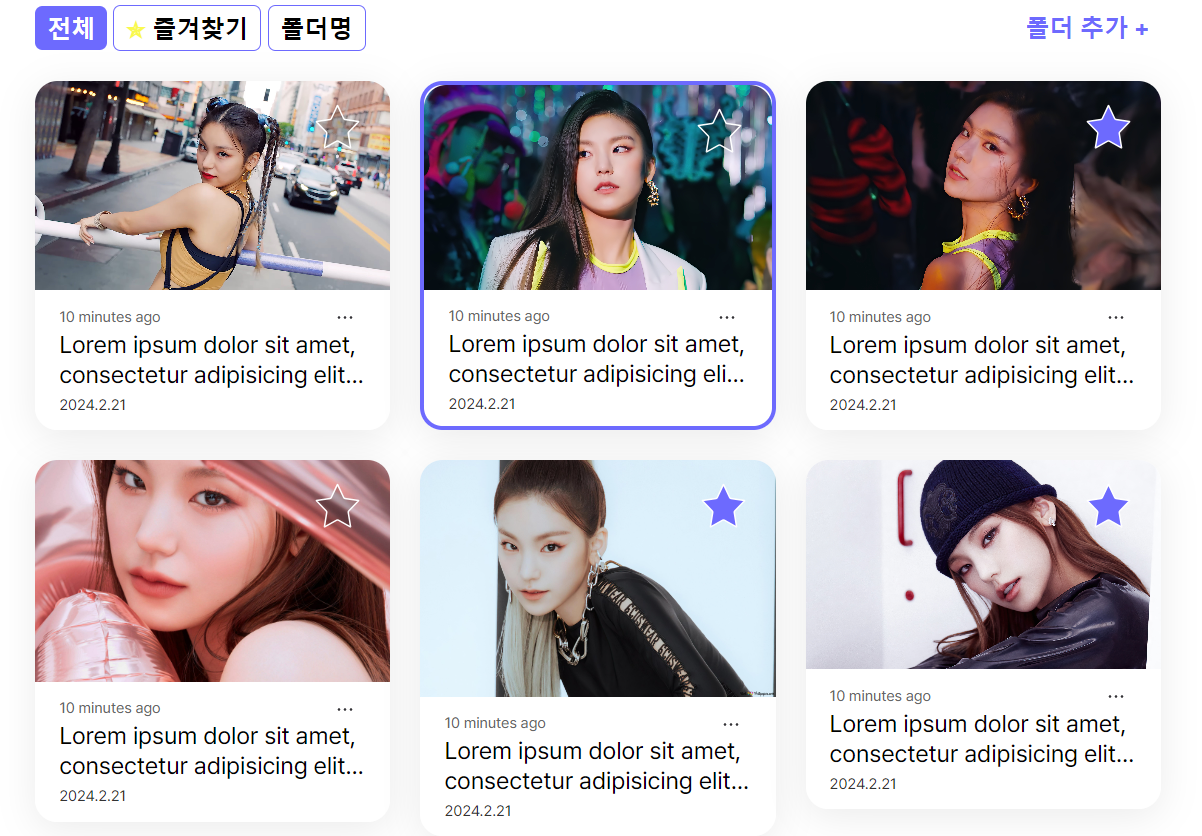 전체
즐겨찾기
폴더명
폴더 추가 +
10 minutes ago
Lorem ipsum dolor sit amet,
consectetur adipisicing elit...
2024.2.21
10 minutes ago
Lorem ipsum dolor sit amet,
consectetur adipisicing eli...
2024.2.21
10 minutes ago
Lorem ipsum dolor sit amet,
consectetur adipisicing elit...
2024.2.21
10 minutes ago
Lorem ipsum dolor sit amet,
consectetur adipisicing elit...
2024.2.21
10 minutes ago
Lorem ipsum dolor sit amet,
consectetur adipisicing elit...
2024.2.21
10 minutes ago
Lorem ipsum dolor sit amet,
consectetur adipisicing elit...
2024.2.21